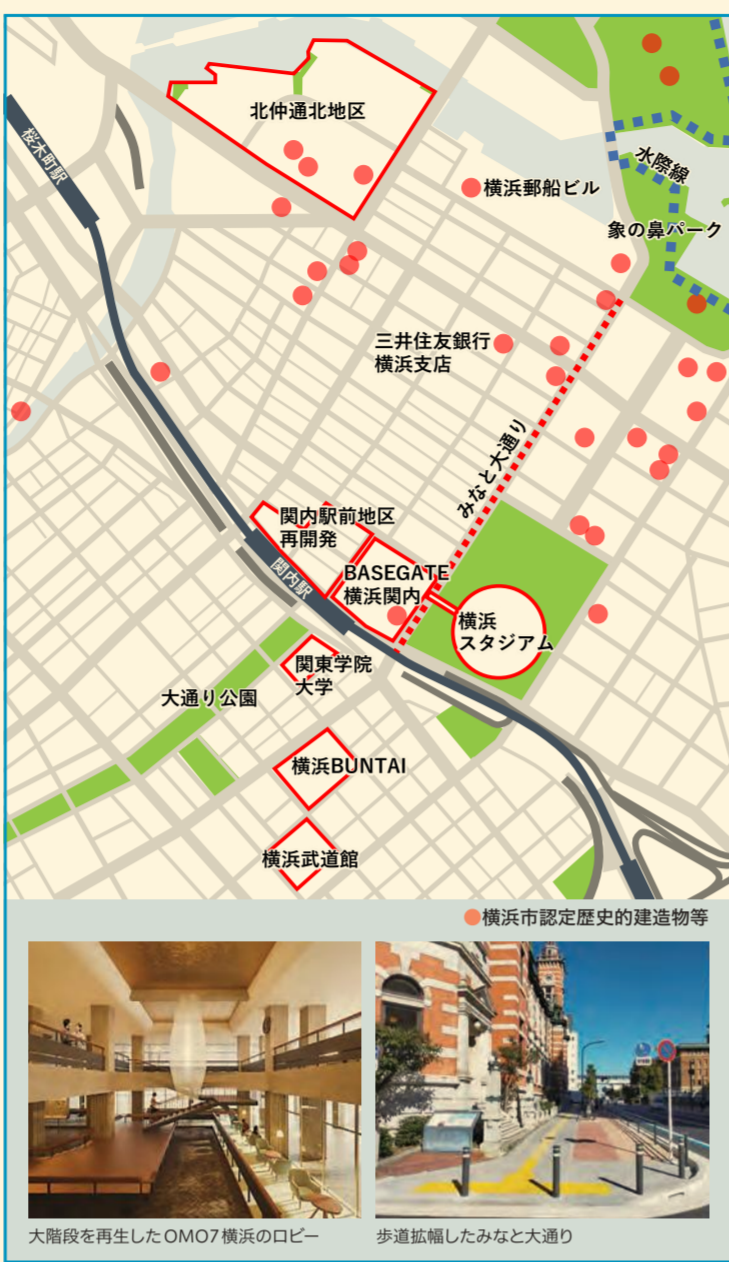 北仲通北地区
桜木町駅
水際線
横浜郵船ビル
象の鼻パーク
三井住友銀行
横浜支店
みなと大通り
関内駅前地区
再開発
関内駅
BASEGATE
横浜関内
横浜
スタジアム
関東学院
大学
大通り公園
横浜BUNTAI
横浜武道館
横浜市認定歴史的建造物等
大階段を再生したOMO7横浜のロビー
歩道拡幅したみなと大通り